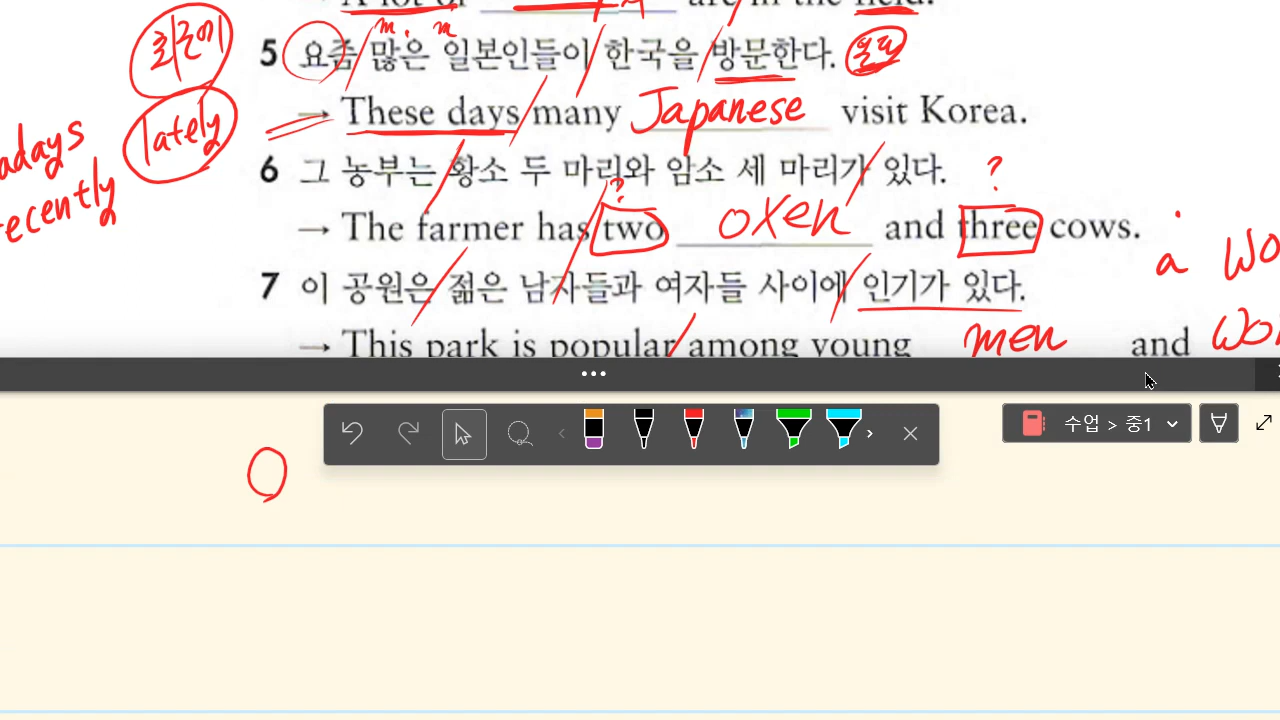 A lot of are in the field.
최근에
m. m
5 요즘 많은 일본인들이 한국을 방문한다.
lately
→ These days many Japanese visit Korea.
adays
6 그 농부는 황소 두 마리와 암소 세 마리가 있다. ?
ecently
?
→ The farmer has two oxen and three cows.
a wo
7 이 공원은 젊은 남자들과 여자들 사이에 인기가 있다.
→ This park is popular among young men and wo
수업 > 중1